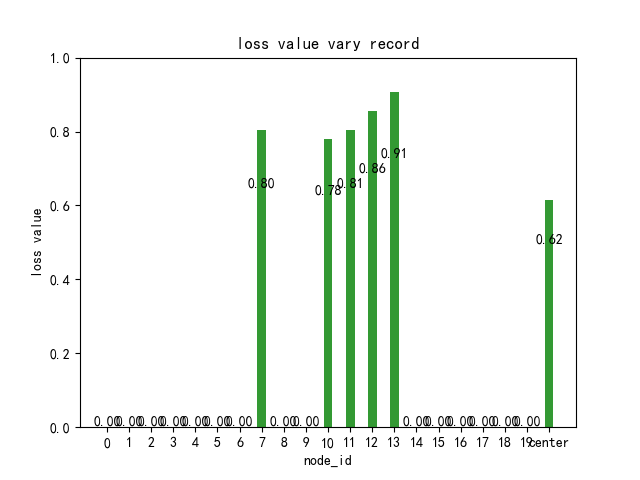 loss value vary record
loss value
1.0
0.8
0.6
0.4
0.2
0.0
0.00 0.00 0.00 0.00 0.00 0.00 0.00 0.80 0.00 0.00 0.78 0.81 0.86 0.91 0.00 0.00 0.00 0.00 0.00 0.00 0.62
0 1 2 3 4 5 6 7 8 9 10 11 12 13 14 15 16 17 18 19 center
node_id